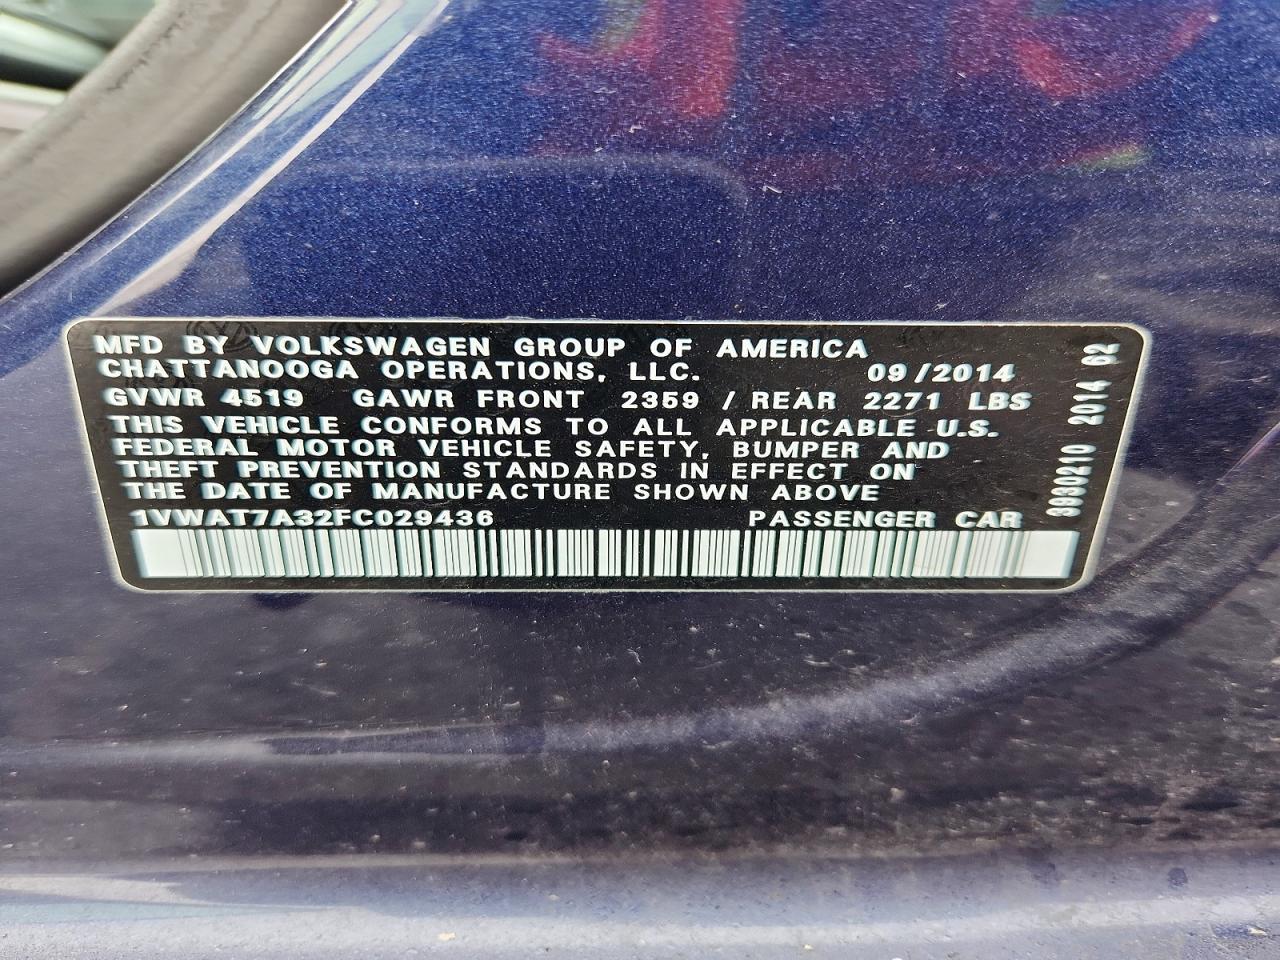 MFD BY VOLKSWAGEN GROUP OF AMERICA
CHATTANOOGA OPERATIONS, LLC. 09/2014
GVWR 4519 GAWR FRONT 2359 / REAR 2271 LBS
THIS VEHICLE CONFORMS TO ALL APPLICABLE U.S.
FEDERAL MOTOR VEHICLE SAFETY, BUMPER AND
THEFT PREVENTION STANDARDS IN EFFECT ON
THE DATE OF MANUFACTURE SHOWN ABOVE
1VWAT7A32FC029436 PASSENGER CAR
3930210 2014 62